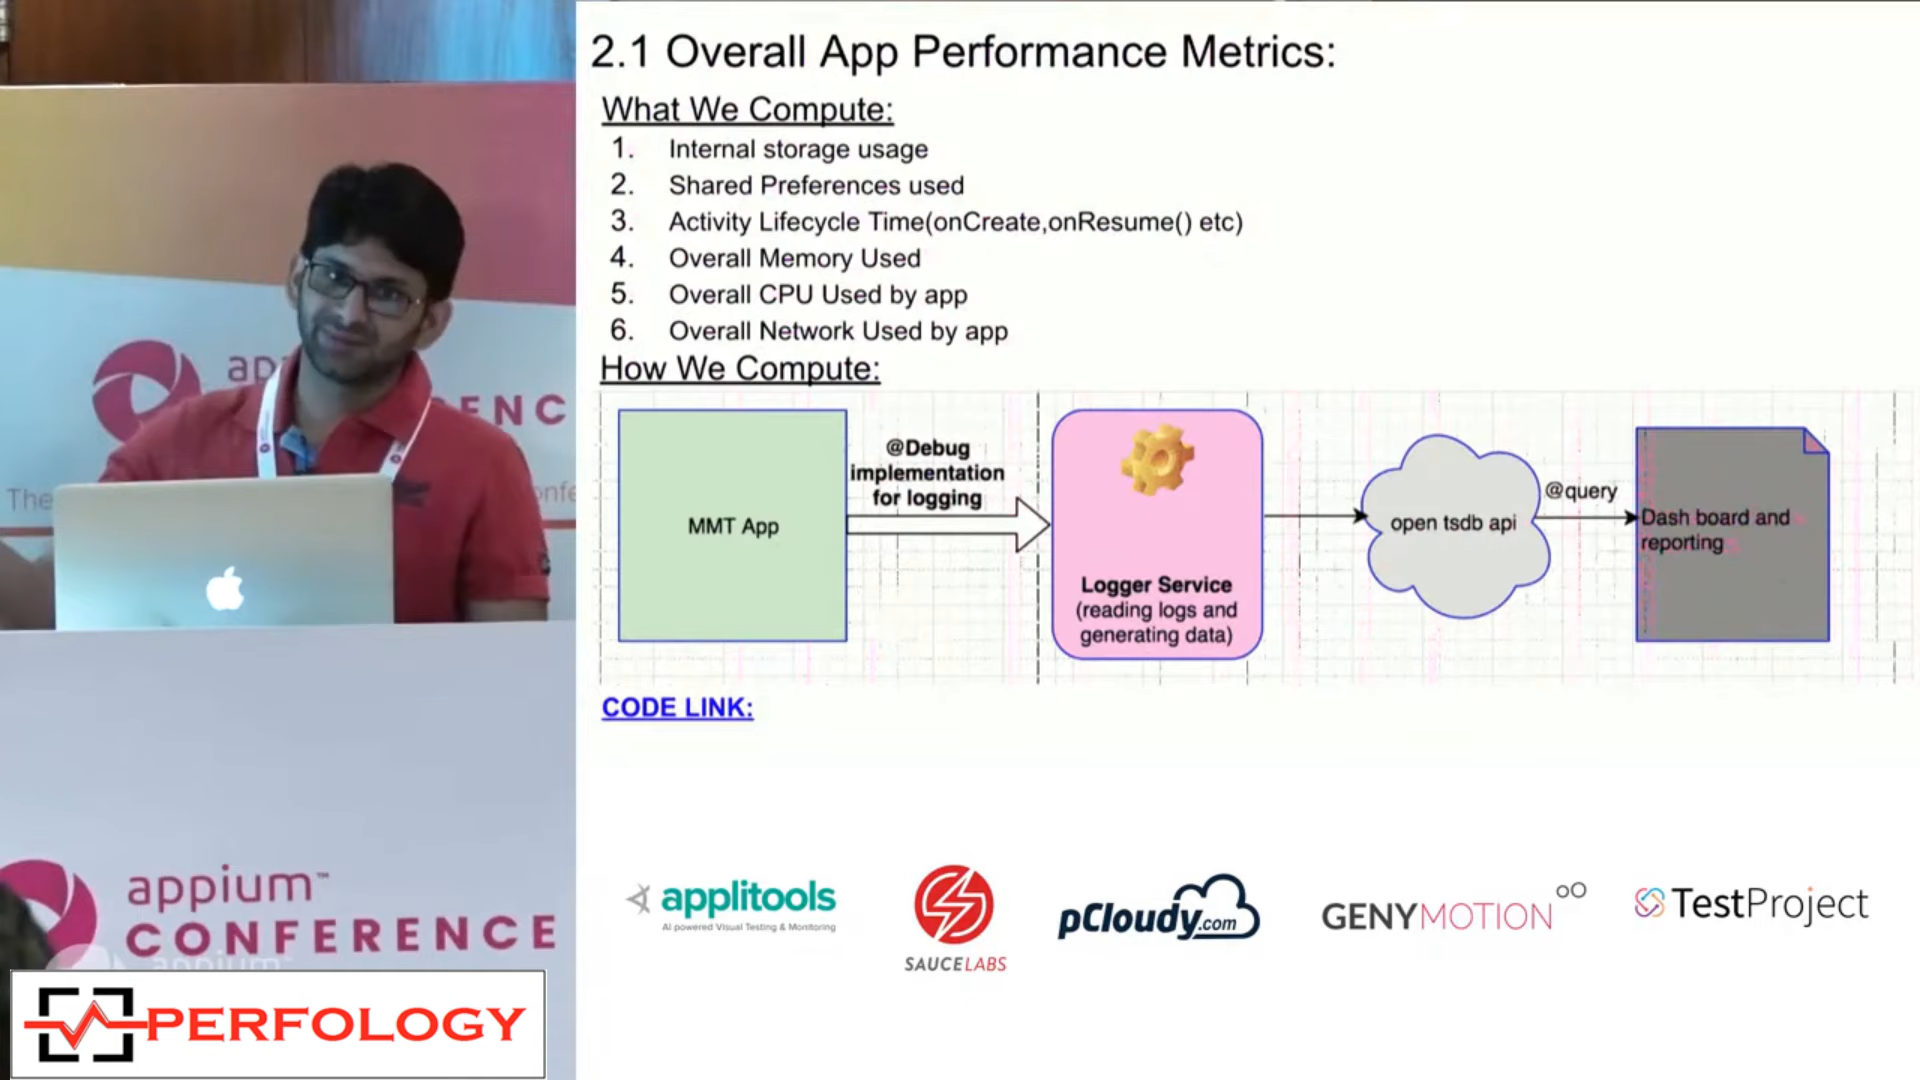 2.1 Overall App Performance Metrics:
What We Compute:
1. Internal storage usage
2. Shared Preferences used
3. Activity Lifecycle Time(onCreate,onResume() etc)
4. Overall Memory Used
5. Overall CPU Used by app
6. Overall Network Used by app
How We Compute:
MMT App
@Debug
implementation
for logging
Logger Service
(reading logs and
generating data)
open tsdb api
@query
Dash board and
reporting
CODE LINK:
applitools
AI powered Visual Testing & Monitoring
SAUCELABS
pCloudy.com
GENYMOTION
TestProject
The
appium™
CONFERENCE
appium
PERFOLOGY